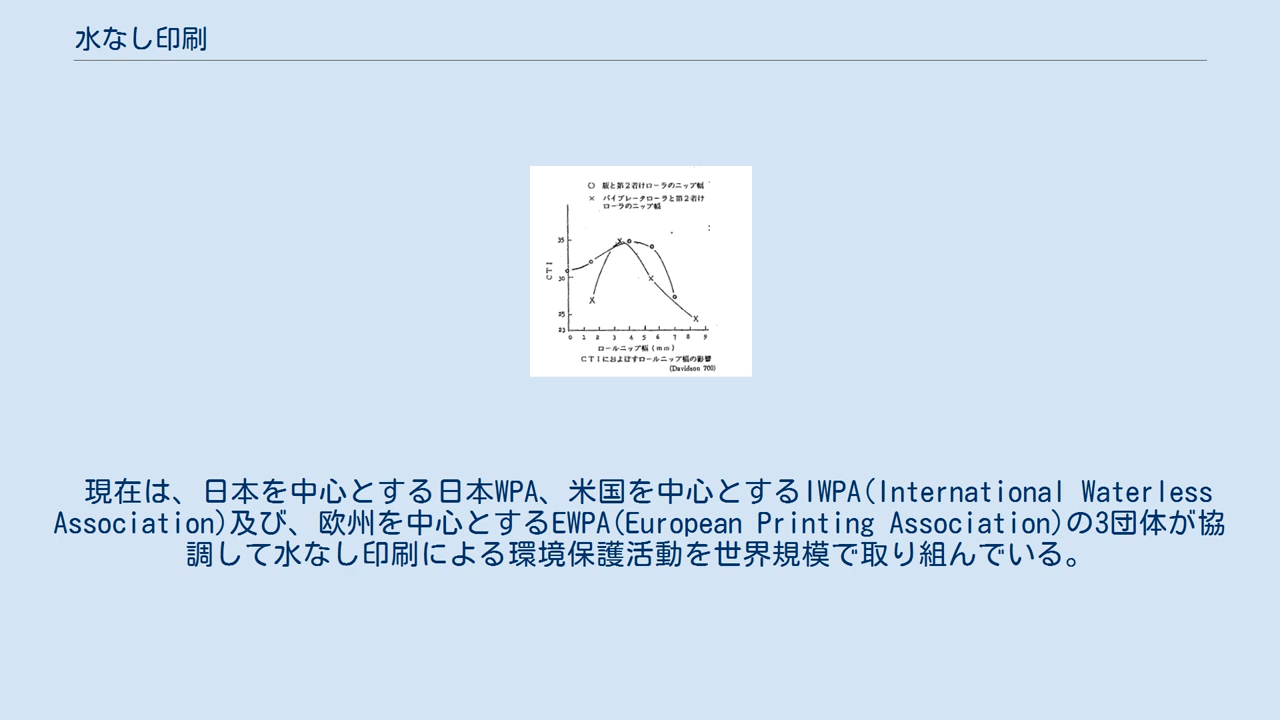 水なし印刷
○ 版と第2着けローラのニップ幅
× バイブレータローラと第2着け
ローラのニップ幅
35
30
25
23
CTI
0 1 2 3 4 5 6 7 8 9
ロールニップ幅 (mm)
CTIにおよぼすロールニップ幅の影響
(Davidson 700)
現在は、日本を中心とする日本WPA、米国を中心とするIWPA(International Waterless
Association)及び、欧州を中心とするEWPA(European Printing Association)の3団体が協
調して水なし印刷による環境保護活動を世界規模で取り組んでいる。